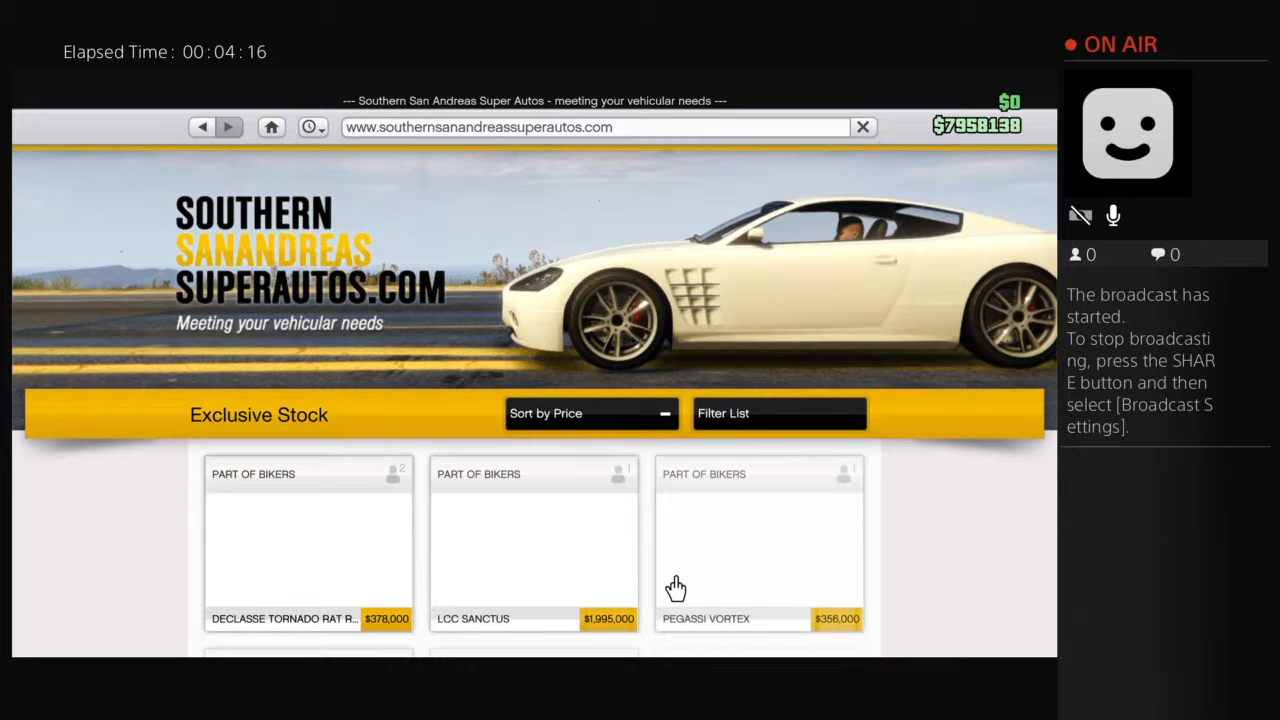 Elapsed Time: 00:04:16
ON AIR
--- Southern San Andreas Super Autos - meeting your vehicular needs ---
$0
$7958138
www.southernsanandreassuperautos.com
SOUTHERN
SANANDREAS
SUPERAUTOS.COM
Meeting your vehicular needs
0
0
The broadcast has
started.
To stop broadcasti
ng, press the SHAR
E button and then
select [Broadcast S
ettings].
Exclusive Stock
Sort by Price
Filter List
PART OF BIKERS 2
PART OF BIKERS 1
PART OF BIKERS 1
DECLASSE TORNADO RAT R... $378,000
LCC SANCTUS $1,995,000
PEGASSI VORTEX $356,000